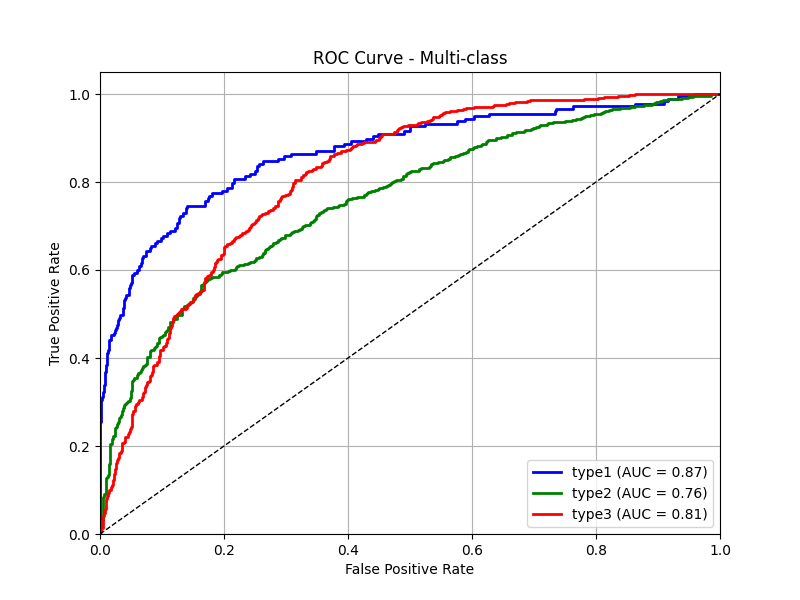 ROC Curve - Multi-class
True Positive Rate
1.0
0.8
0.6
0.4
0.2
0.0
0.0 0.2 0.4 0.6 0.8 1.0
False Positive Rate
type1 (AUC = 0.87)
type2 (AUC = 0.76)
type3 (AUC = 0.81)